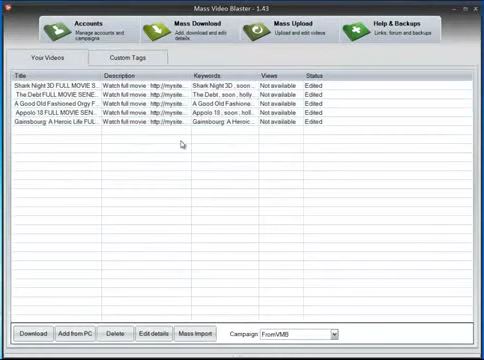 Mass Video Blaster - 1.43
Accounts
Manage accounts and campaigns
Mass Download
Add, download and edit details
Mass Upload
Upload and edit videos
Help & Backups
Links, forum and backups
Your Videos
Custom Tags
Title Description Keywords Views Status
Shark Night 3D FULL MOVIE S... Watch full movie : http://mysite... Shark Night 3D , soon... Not available Edited
The Debt FULL MOVIE SENE... Watch full movie : http://mysite... The Debt, soon , holly... Not available Edited
A Good Old Fashioned Orgy F... Watch full movie : http://mysite... A Good Old Fashione... Not available Edited
Appolo 18 FULL MOVIE SEN... Watch full movie : http://mysite... Appolo 18 , soon , holl... Not available Edited
Gainsbourg: A Heroic Life FUL... Watch full movie : http://mysite... Gainsbourg: A Heroic... Not available Edited
Download Add from PC Delete Edit details Mass Import Campaign FromVMB